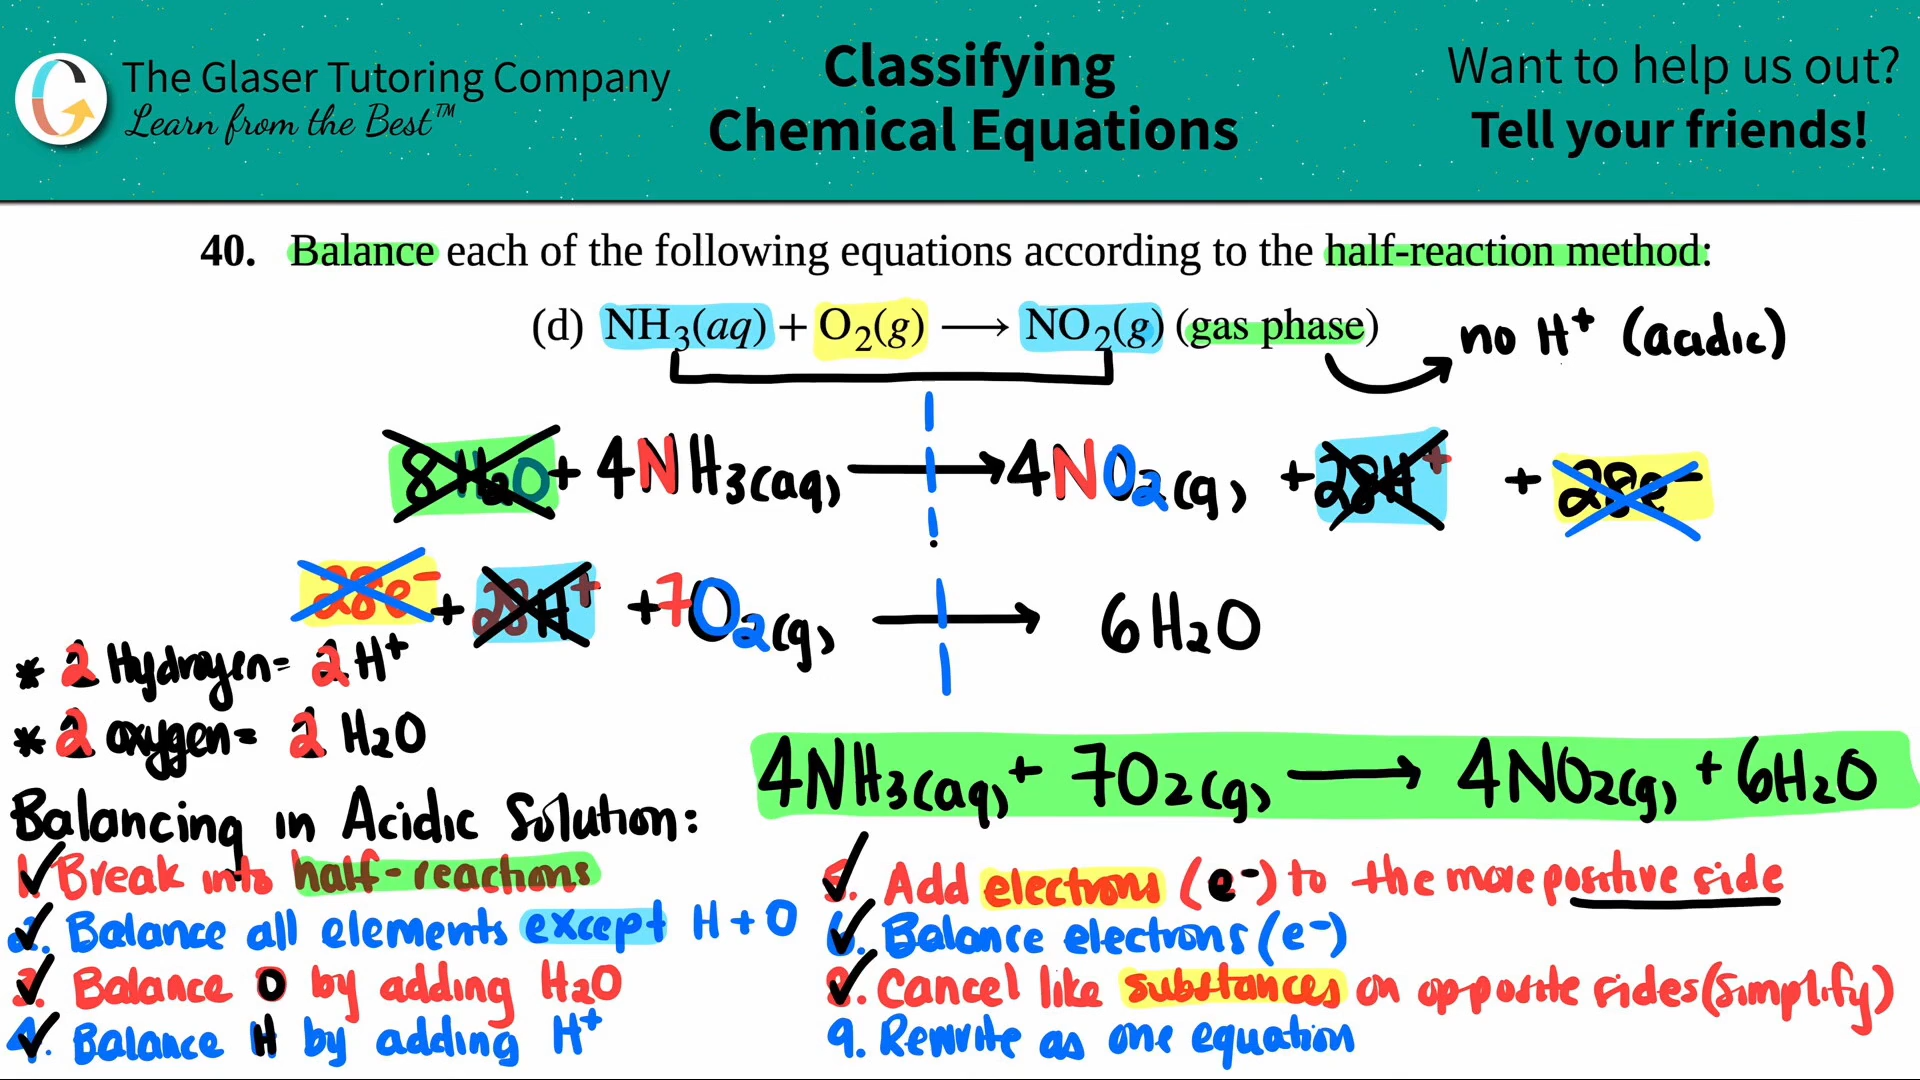 The Glaser Tutoring Company
Learn from the Best™
Classifying
Chemical Equations
Want to help us out?
Tell your friends!
40. Balance each of the following equations according to the half-reaction method:
(d) NH₃(aq) + O₂(g) ⟶ NO₂(g) (gas phase)
no H⁺ (acidic)
8H₂O + 4NH₃(aq) ⟶ 4NO₂(g) + 28H⁺ + 28e⁻
28e⁻ + 28H⁺ + 7O₂(g) ⟶ 6H₂O
* 2 Hydrogen = 2H⁺
* 2 oxygen = 2 H₂O
4NH₃(aq) + 7O₂(g) ⟶ 4NO₂(g) + 6H₂O
Balancing in Acidic Solution:
1. Break into half-reactions
2. Balance all elements except H + O
3. Balance O by adding H₂O
4. Balance H by adding H⁺
5. Add electrons (e⁻) to the more positive side
6. Balance electrons (e⁻)
8. Cancel like substances on opposite sides (simplify)
9. Rewrite as one equation